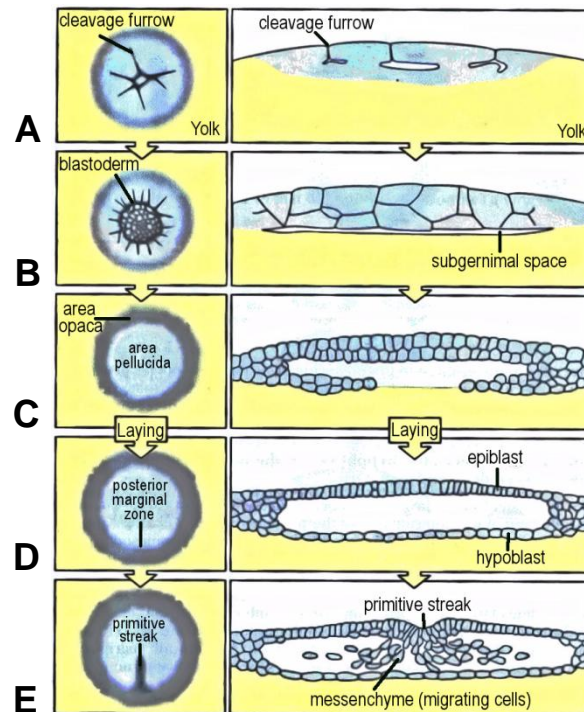 cleavage furrow
cleavage furrow
A
Yolk
Yolk
blastoderm
B
subgernimal space
area
opaca
area
pellucida
C
Laying
Laying
posterior
marginal
zone
epiblast
D
hypoblast
primitive streak
primitive
streak
E
messenchyme (migrating cells)